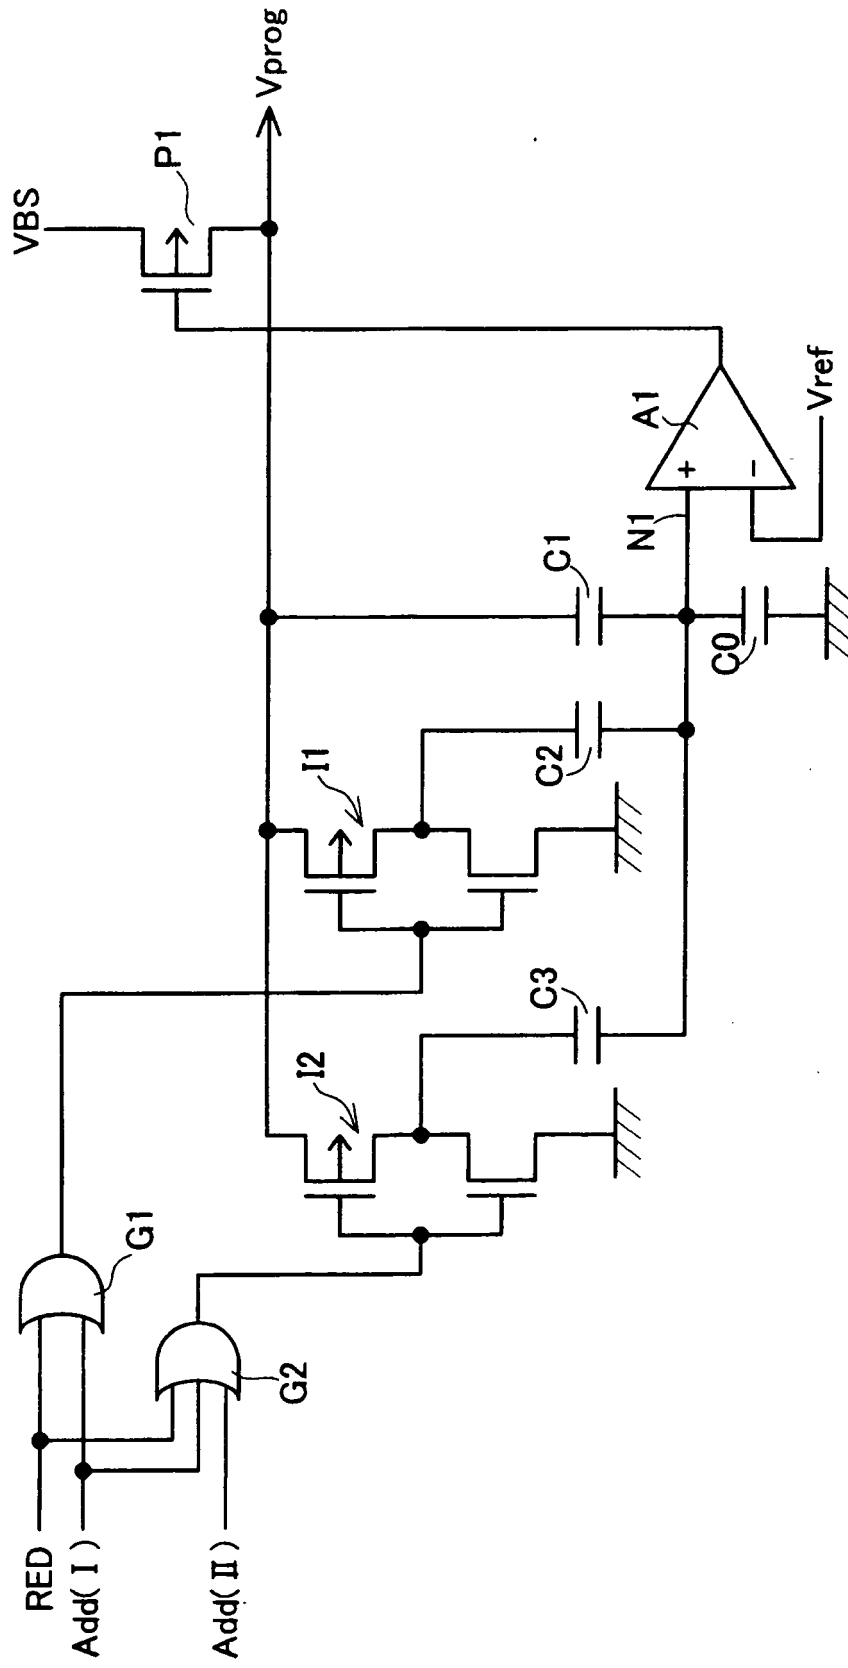 RED
Add( I )
Add( II )
G1
G2
I2
I1
C3
C2
C1
C0
N1
A1
+
−
Vref
VBS
P1
Vprog